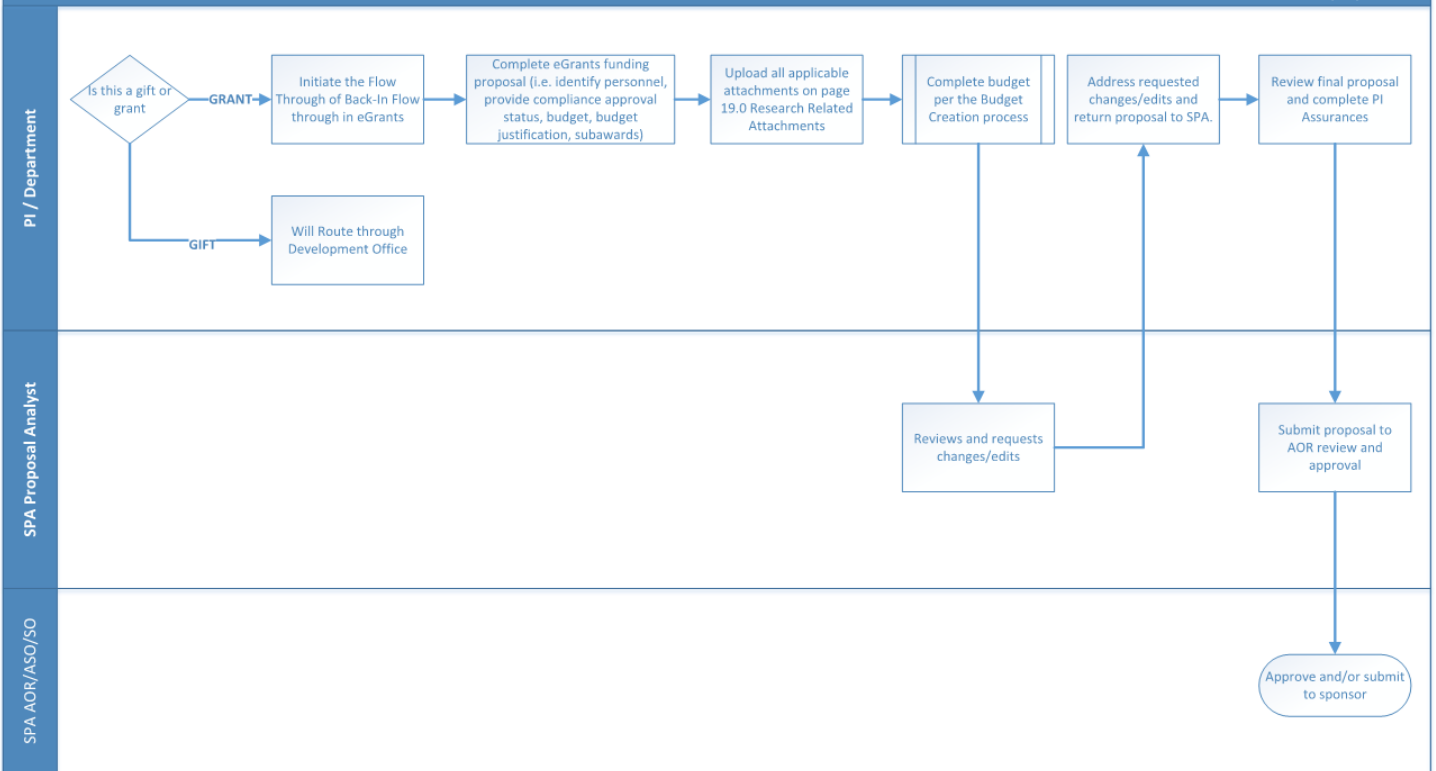 PI / Department
Is this a gift or
grant
GRANT
Initiate the Flow
Through of Back-In Flow
through in eGrants
Complete eGrants funding
proposal (i.e. identify personnel,
provide compliance approval
status, budget, budget
justification, subawards)
Upload all applicable
attachments on page
19.0 Research Related
Attachments
Complete budget
per the Budget
Creation process
Address requested
changes/edits and
return proposal to SPA.
Review final proposal
and complete PI
Assurances
GIFT
Will Route through
Development Office
SPA Proposal Analyst
Reviews and requests
changes/edits
Submit proposal to
AOR review and
approval
SPA AOR/ASO/SO
Approve and/or submit
to sponsor